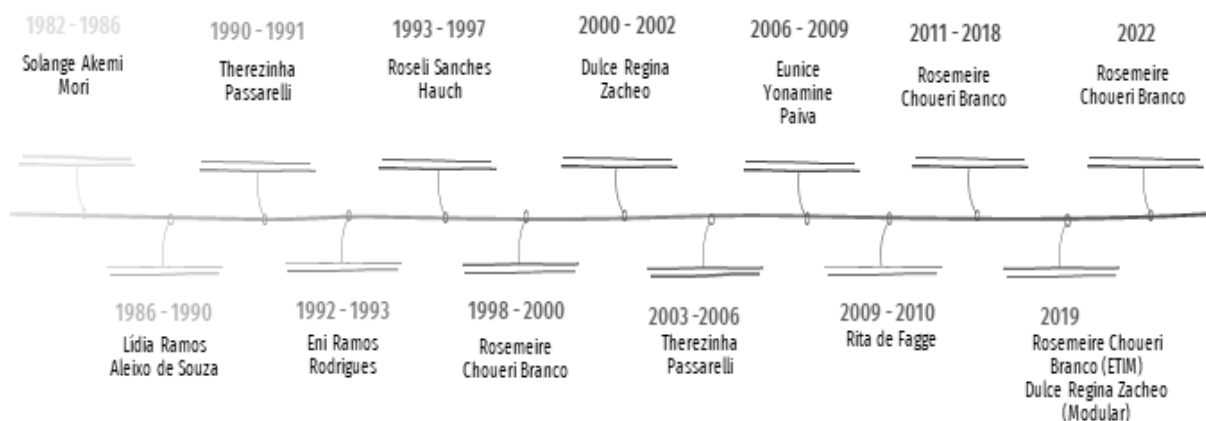 1982 - 1986
Solange Akemi
Mori
1986 - 1990
Lídia Ramos
Aleixo de Souza
1990 - 1991
Therezinha
Passarelli
1992 - 1993
Eni Ramos
Rodrigues
1993 - 1997
Roseli Sanches
Hauch
1998 - 2000
Rosemeire
Choueri Branco
2000 - 2002
Dulce Regina
Zacheo
2003 - 2006
Therezinha
Passarelli
2006 - 2009
Eunice
Yonamine
Paiva
2009 - 2010
Rita de Fagge
2011 - 2018
Rosemeire
Choueri Branco
2019
Rosemeire Choueri
Branco (ETIM)
Dulce Regina Zacheo
(Modular)
2022
Rosemeire
Choueri Branco